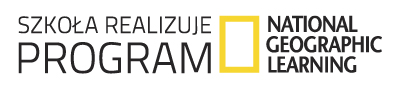 SZKOŁA REALIZUJE
PROGRAM
NATIONAL
GEOGRAPHIC
LEARNING